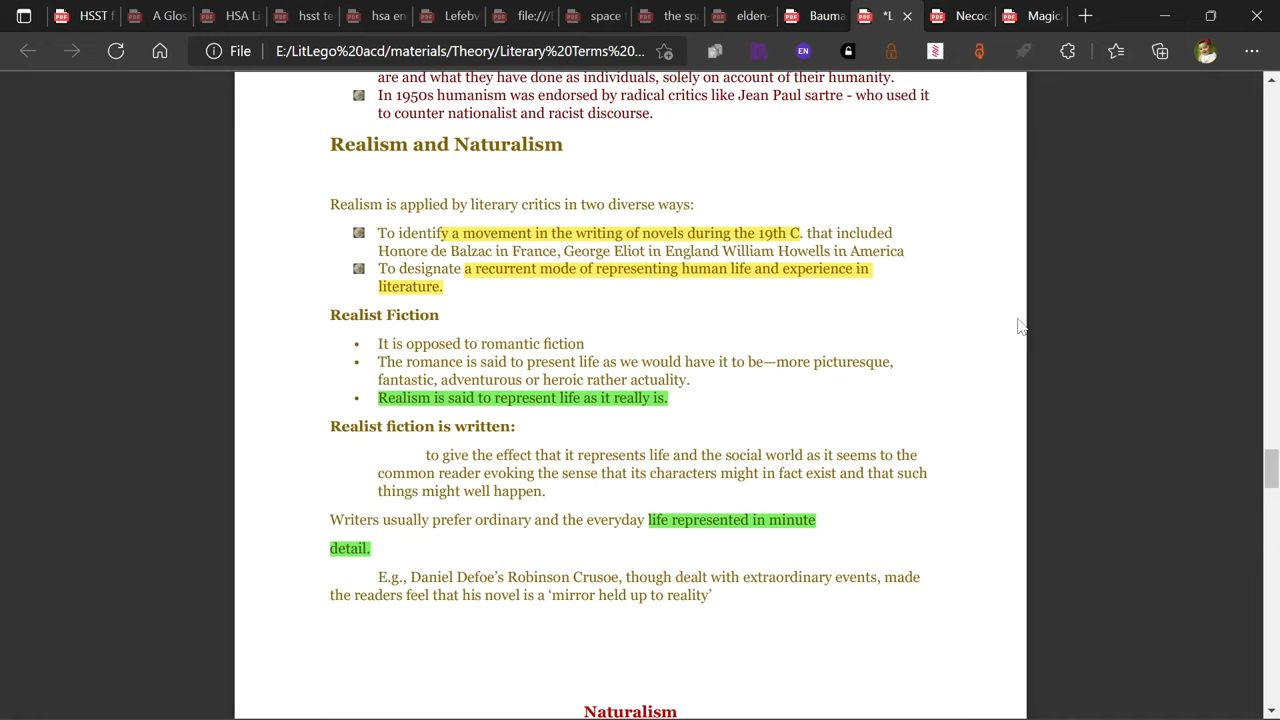 HSST f
A Glos
HSA Li
hsst te
hsa en
Lefebv
file:///
space
the sp
elden-
Bauma
*L
Necod
Magic
File
E:/LitLego%20acd/materials/Theory/Literary%20Terms%20...
EN
are and what they have done as individuals, solely on account of their humanity.
In 1950s humanism was endorsed by radical critics like Jean Paul sartre - who used it
to counter nationalist and racist discourse.
Realism and Naturalism
Realism is applied by literary critics in two diverse ways:
To identify a movement in the writing of novels during the 19th C. that included
Honore de Balzac in France, George Eliot in England William Howells in America
To designate a recurrent mode of representing human life and experience in
literature.
Realist Fiction
• It is opposed to romantic fiction
• The romance is said to present life as we would have it to be—more picturesque,
fantastic, adventurous or heroic rather actuality.
• Realism is said to represent life as it really is.
Realist fiction is written:
to give the effect that it represents life and the social world as it seems to the
common reader evoking the sense that its characters might in fact exist and that such
things might well happen.
Writers usually prefer ordinary and the everyday life represented in minute
detail.
E.g., Daniel Defoe’s Robinson Crusoe, though dealt with extraordinary events, made
the readers feel that his novel is a ‘mirror held up to reality’
Naturalism